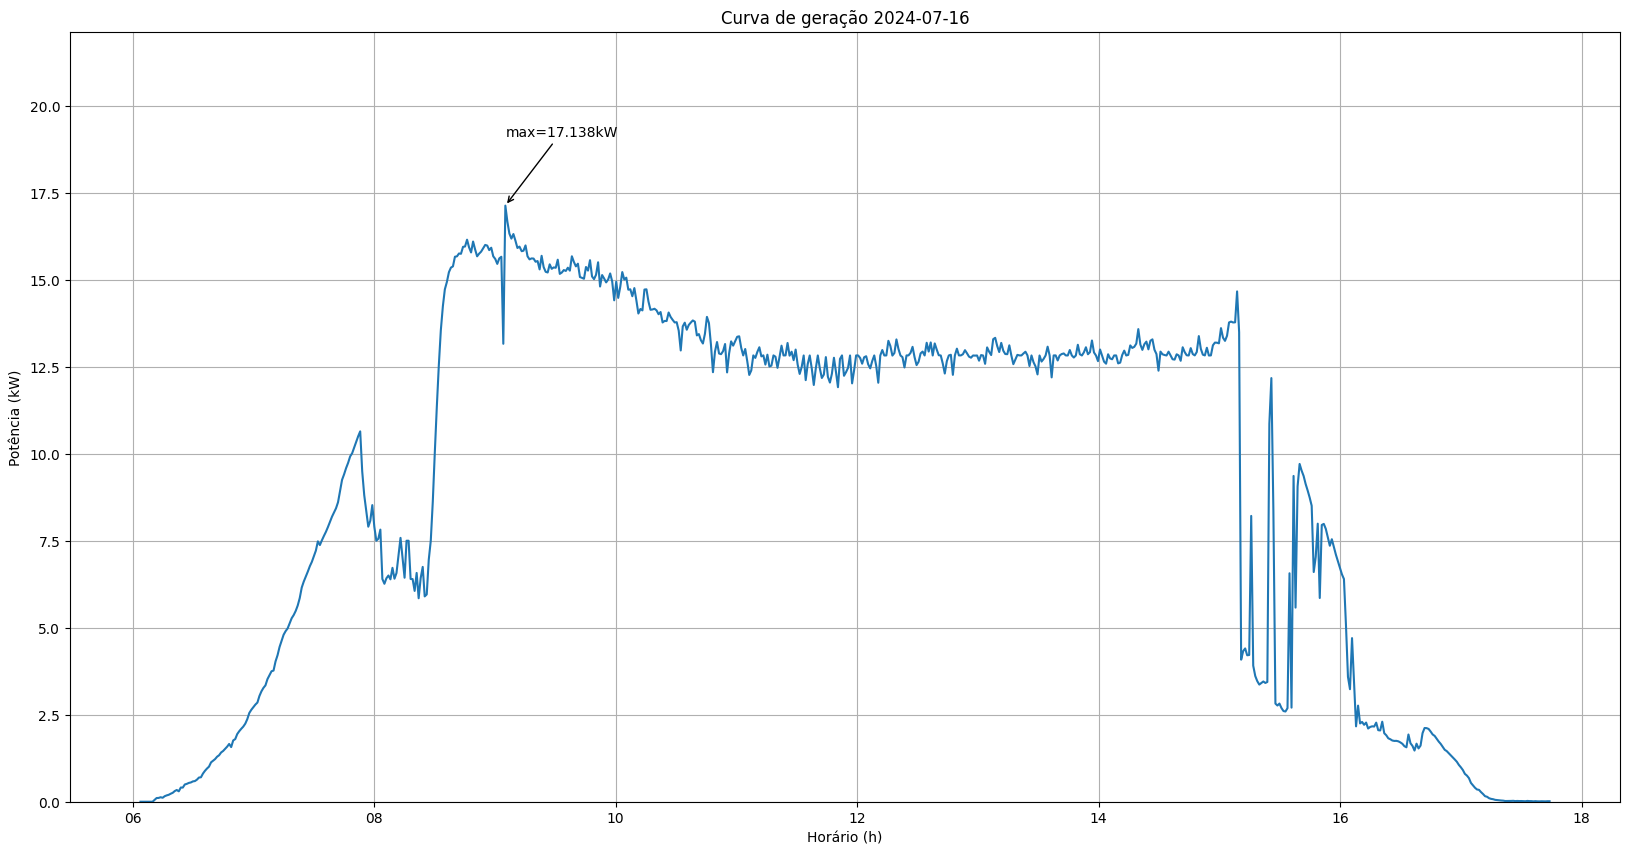 Curva de geração 2024-07-16
Potência (kW)
20.0
17.5
15.0
12.5
10.0
7.5
5.0
2.5
0.0
max=17.138kW
06 08 10 12 14 16 18
Horário (h)